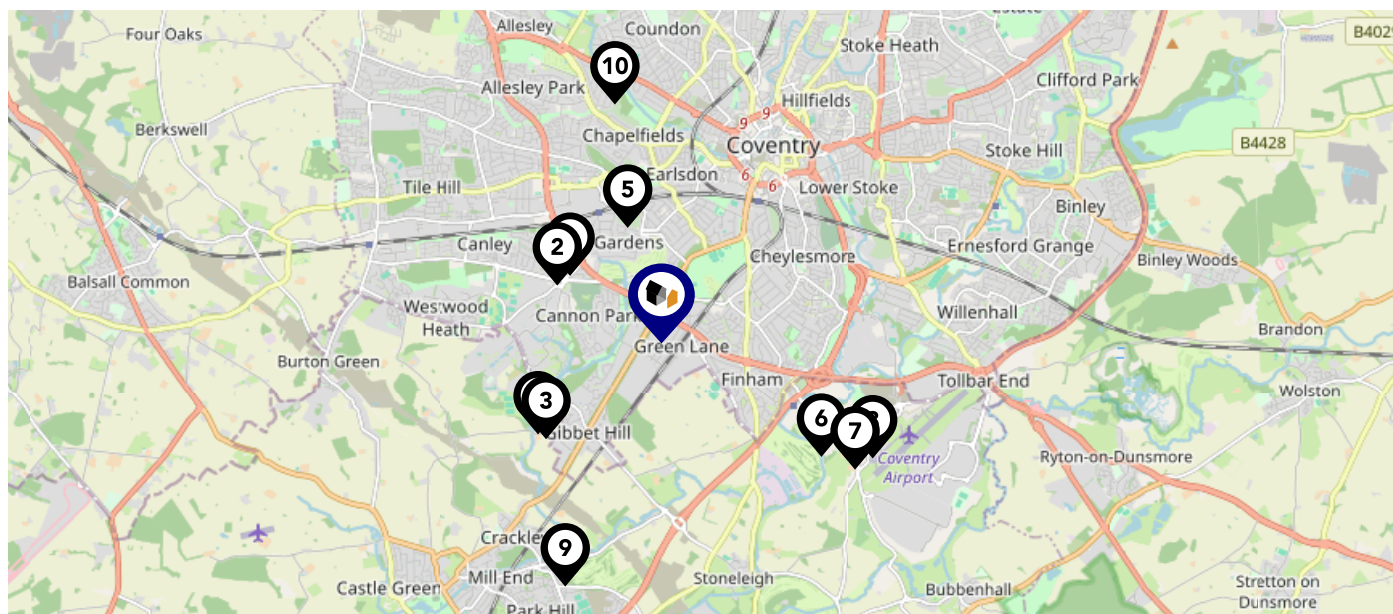 Four Oaks
Allesley
Coundon
Stoke Heath
B4029
10
Allesley Park
Clifford Park
Hillfields
9
9
Berkswell
Chapelfields
Coventry
B4428
Stoke Hill
Earlsdon
6
6
Tile Hill
5
Lower Stoke
Binley
Canley
2
Gardens
Cheylesmore
Ernesford Grange
Binley Woods
Balsall Common
Westwood
Heath
Cannon Park
Willenhall
Brandon
Burton Green
Green Lane
Finham
Tollbar End
Wolston
3
Gibbet Hill
6
7
8
Coventry
Airport
Ryton-on-Dunsmore
Crackley
9
Castle Green
Mill End
Stoneleigh
Bubbenhall
Stretton on
Dunsmore
Park Hill